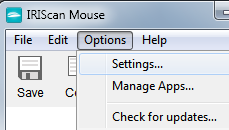 IRIScan Mouse
File Edit Options Help
Settings...
Manage Apps...
Save
Check for updates...